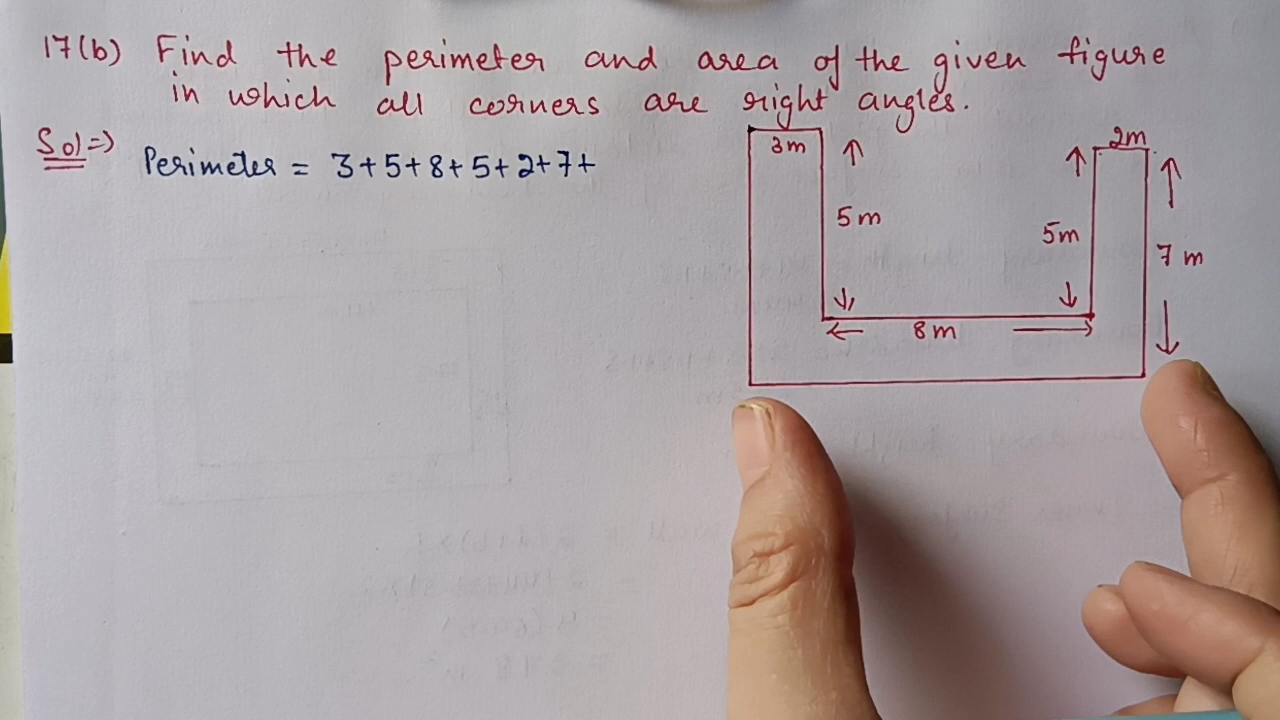 17(b) Find the perimeter and area of the given figure
in which all corners are right angles.
Sol=>
Perimeter = 3+5+8+5+2+7+
3m
2m
5m
5m
7 m
8 m